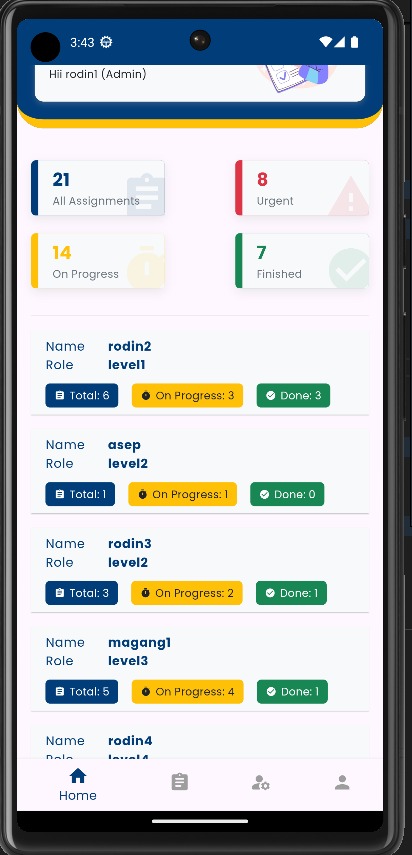 3:43
Hii rodin1 (Admin)
21
All Assignments
8
Urgent
14
On Progress
7
Finished
Name rodin2
Role level1
Total: 6 On Progress: 3 Done: 3
Name asep
Role level2
Total: 1 On Progress: 1 Done: 0
Name rodin3
Role level2
Total: 3 On Progress: 2 Done: 1
Name magang1
Role level3
Total: 5 On Progress: 4 Done: 1
Name rodin4
Role level4
Home